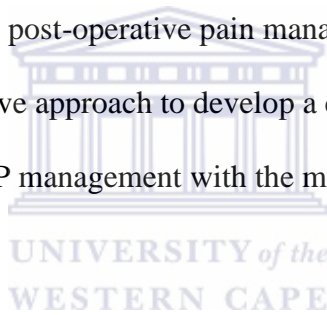 post-operative pain mana
ve approach to develop a
P management with the m
UNIVERSITY of the
WESTERN CAPE